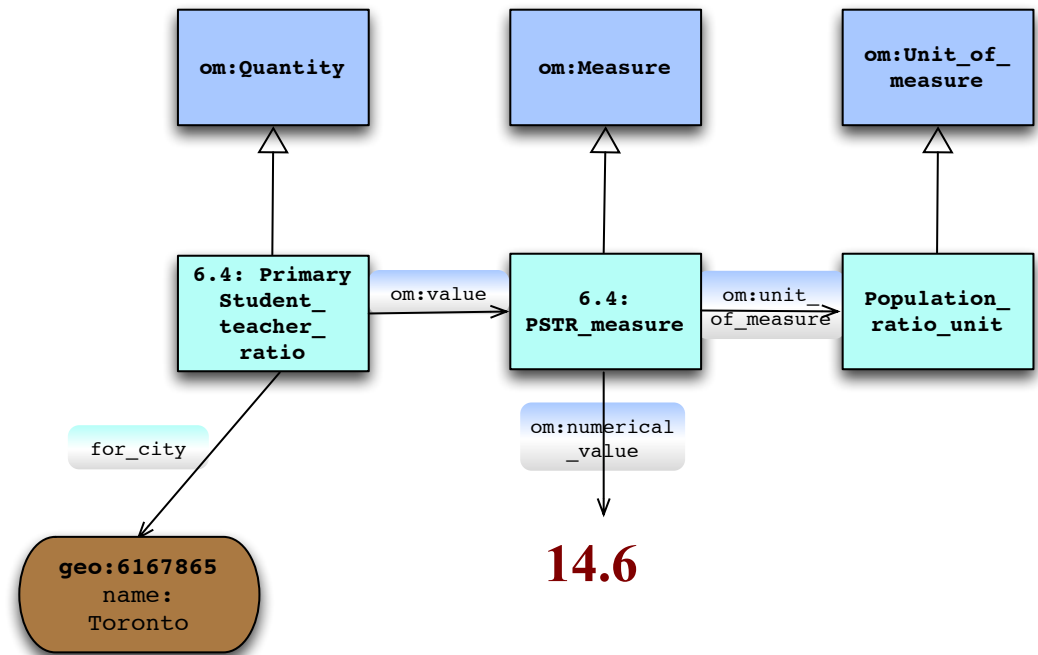 om:Quantity
om:Measure
om:Unit_of_
measure
6.4: Primary
Student_
teacher_
ratio
om:value
6.4:
PSTR_measure
om:unit_
of_measure
Population_
ratio_unit
for_city
om:numerical
_value
geo:6167865
name:
Toronto
14.6